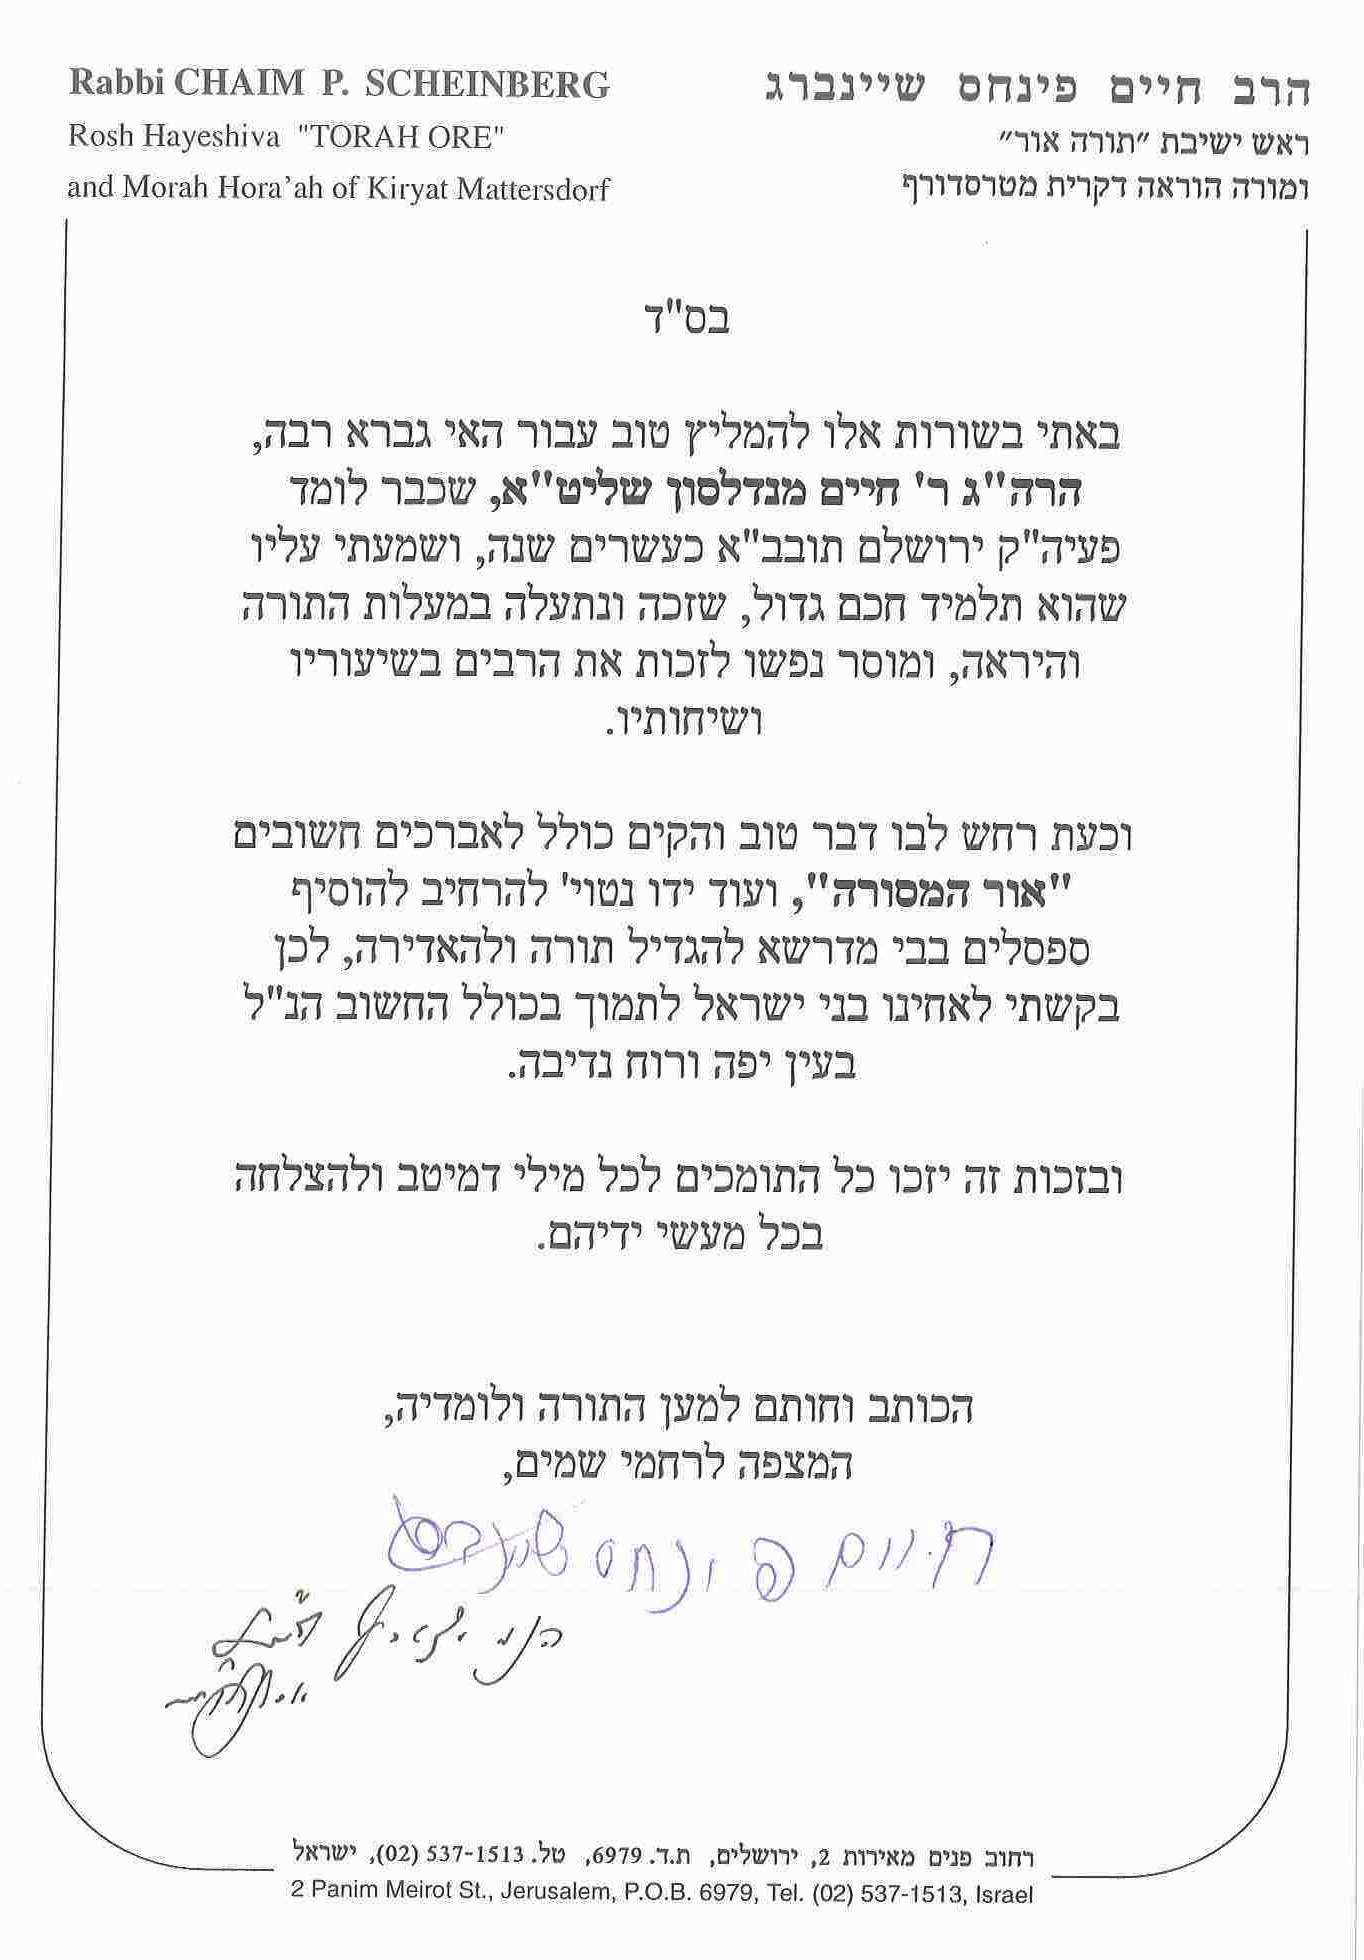 Rabbi CHAIM P. SCHEINBERG
Rosh Hayeshiva "TORAH ORE"
and Morah Hora'ah of Kiryat Mattersdorf
הרב חיים פינחס שיינברג
ראש ישיבת "תורה אור"
ומורה הוראה דקרית מטרסדורף
בס"ד
באתי בשורות אלו להמליץ טוב עבור האי גברא רבה,
הרה"ג ר' חיים מנדלסון שליט"א, שכבר לומד
פעיה"ק ירושלם תובב"א כעשרים שנה, ושמעתי עליו
שהוא תלמיד חכם גדול, שזכה ונתעלה במעלות התורה
והיראה, ומוסר נפשו לזכות את הרבים בשיעוריו
ושיחותיו.
וכעת רחש לבו דבר טוב והקים כולל לאברכים חשובים
"אור המסורה", ועוד ידו נטוי' להרחיב להוסיף
ספסלים בבי מדרשא להגדיל תורה ולהאדירה, לכן
בקשתי לאחינו בני ישראל לתמוך בכולל החשוב הנ"ל
בעין יפה ורוח נדיבה.
ובזכות זה יזכו כל התומכים לכל מילי דמיטב ולהצלחה
בכל מעשי ידיהם.
הכותב וחותם למען התורה ולומדיה,
המצפה לרחמי שמים,
חיים פינחס שיינברג
רחוב פנים מאירות 2, ירושלים, ת.ד. 6979, טל. 537-1513 (02), ישראל
2 Panim Meirot St., Jerusalem, P.O.B. 6979, Tel. (02) 537-1513, Israel